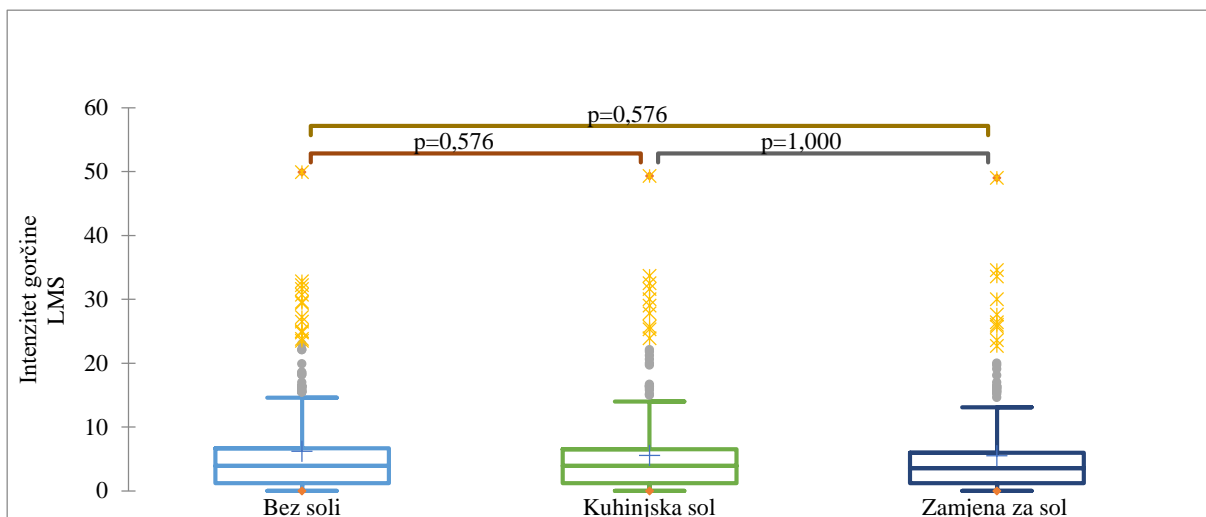 60
p=0,576
p=0,576
p=1,000
50
40
30
20
10
0
Intenzitet gorčine
LMS
Bez soli
Kuhinjska sol
Zamjena za sol